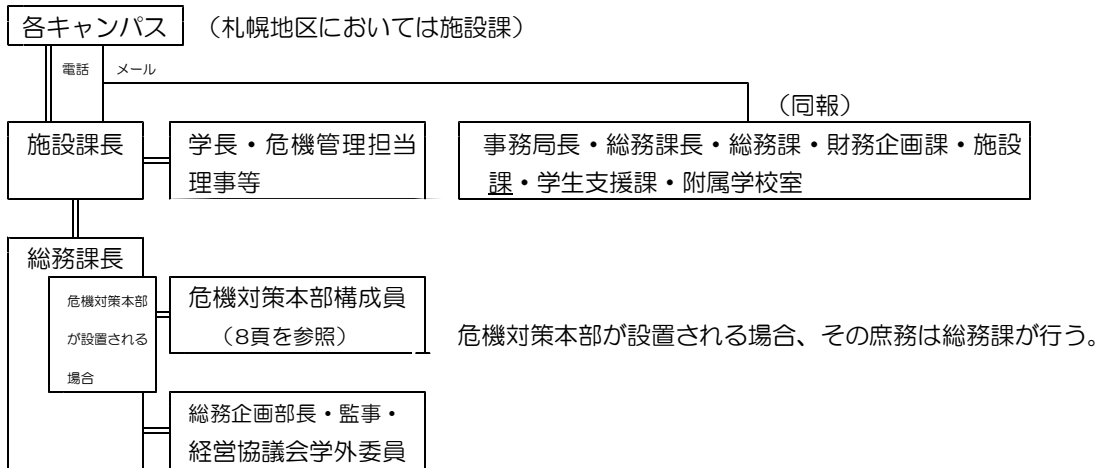 各キャンパス （札幌地区においては施設課）
電話 メール
（同報）
施設課長
学長・危機管理担当
理事等
事務局長・総務課長・総務課・財務企画課・施設
課・学生支援課・附属学校室
総務課長
危機対策本部
が設置される
場合
危機対策本部構成員
（8頁を参照）
危機対策本部が設置される場合、その庶務は総務課が行う。
総務企画部長・監事・
経営協議会学外委員